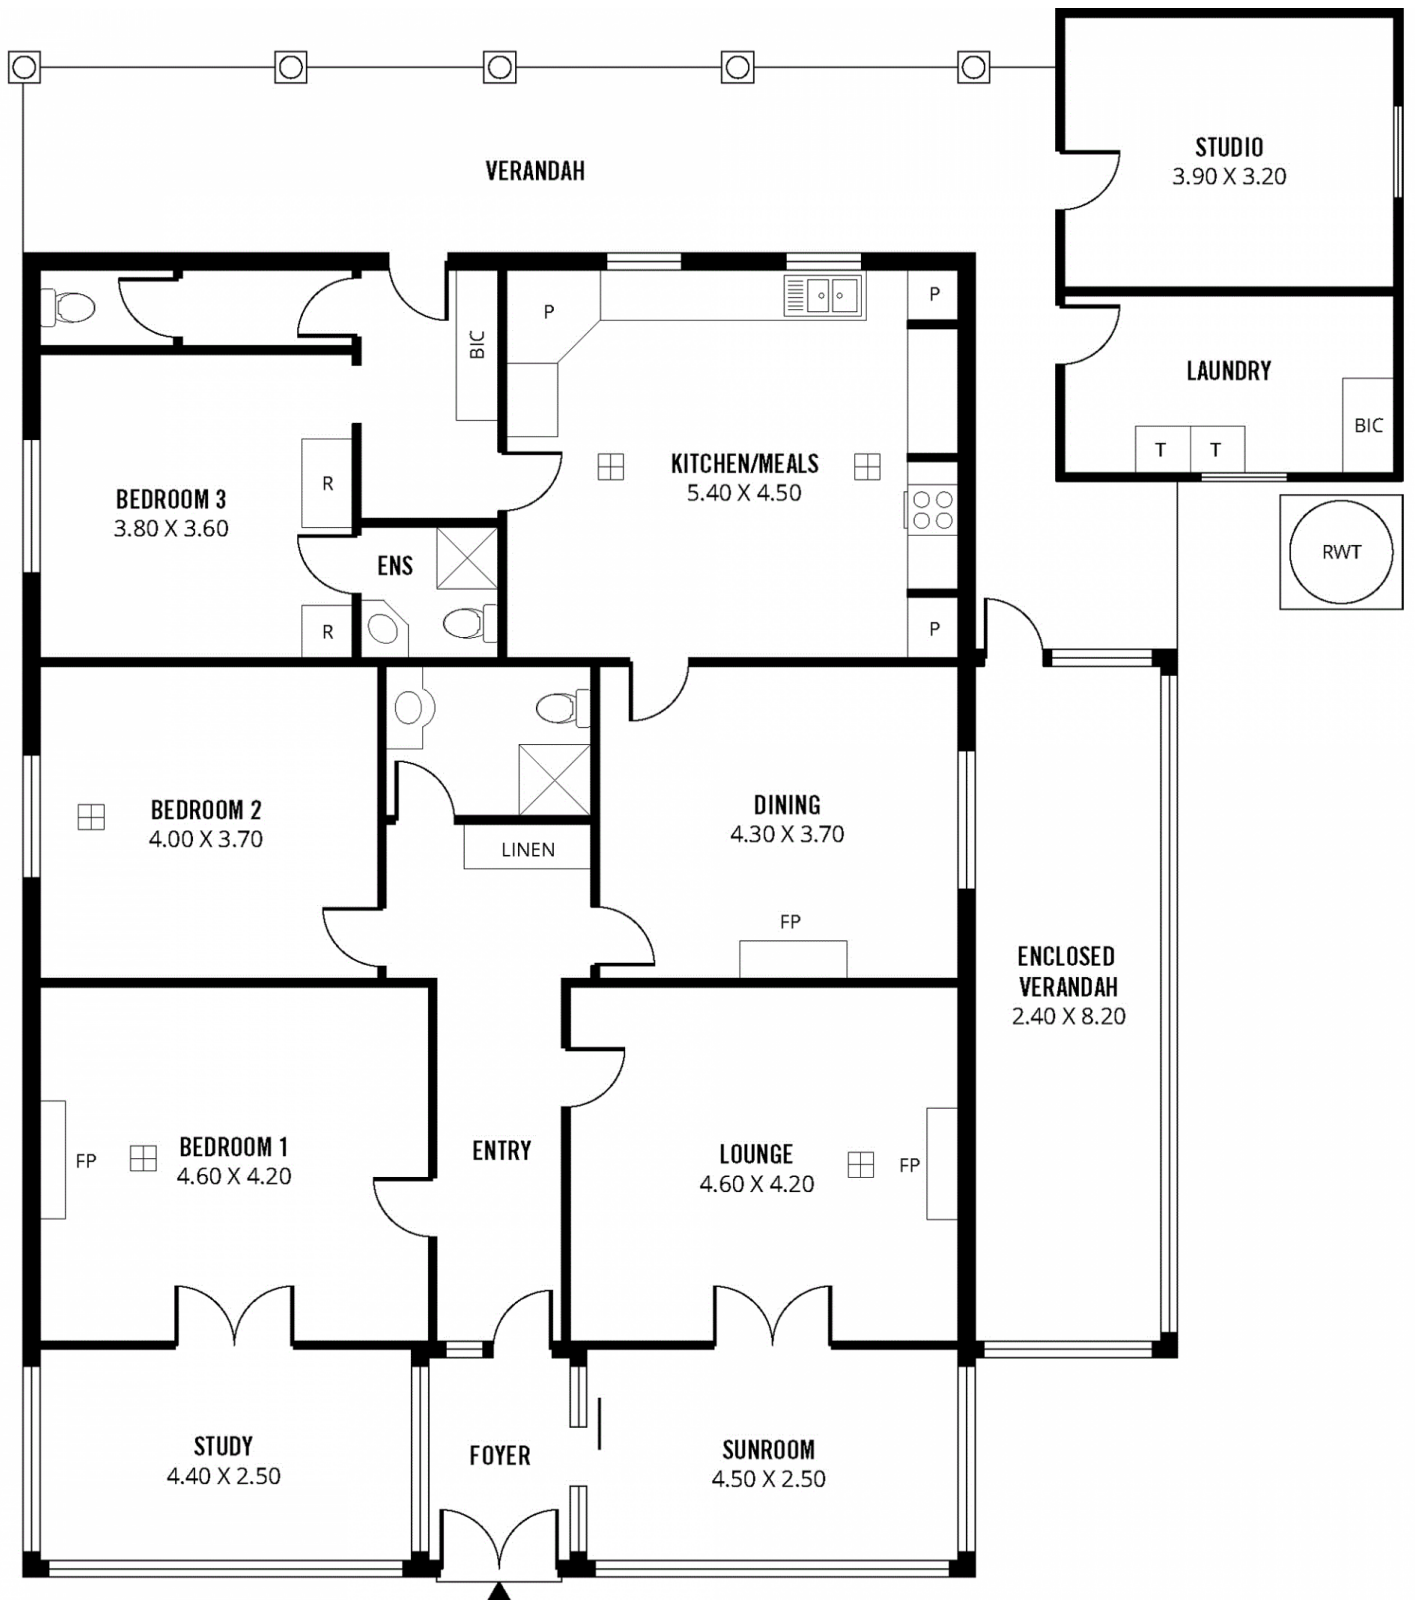 STUDIO
3.90 X 3.20
VERANDAH
P
P
BIC
LAUNDRY
BIC
T
T
KITCHEN/MEALS
5.40 X 4.50
BEDROOM 3
3.80 X 3.60
R
ENS
RWT
R
P
BEDROOM 2
4.00 X 3.70
LINEN
DINING
4.30 X 3.70
FP
ENCLOSED
VERANDAH
2.40 X 8.20
FP
BEDROOM 1
4.60 X 4.20
ENTRY
LOUNGE
4.60 X 4.20
FP
STUDY
4.40 X 2.50
FOYER
SUNROOM
4.50 X 2.50